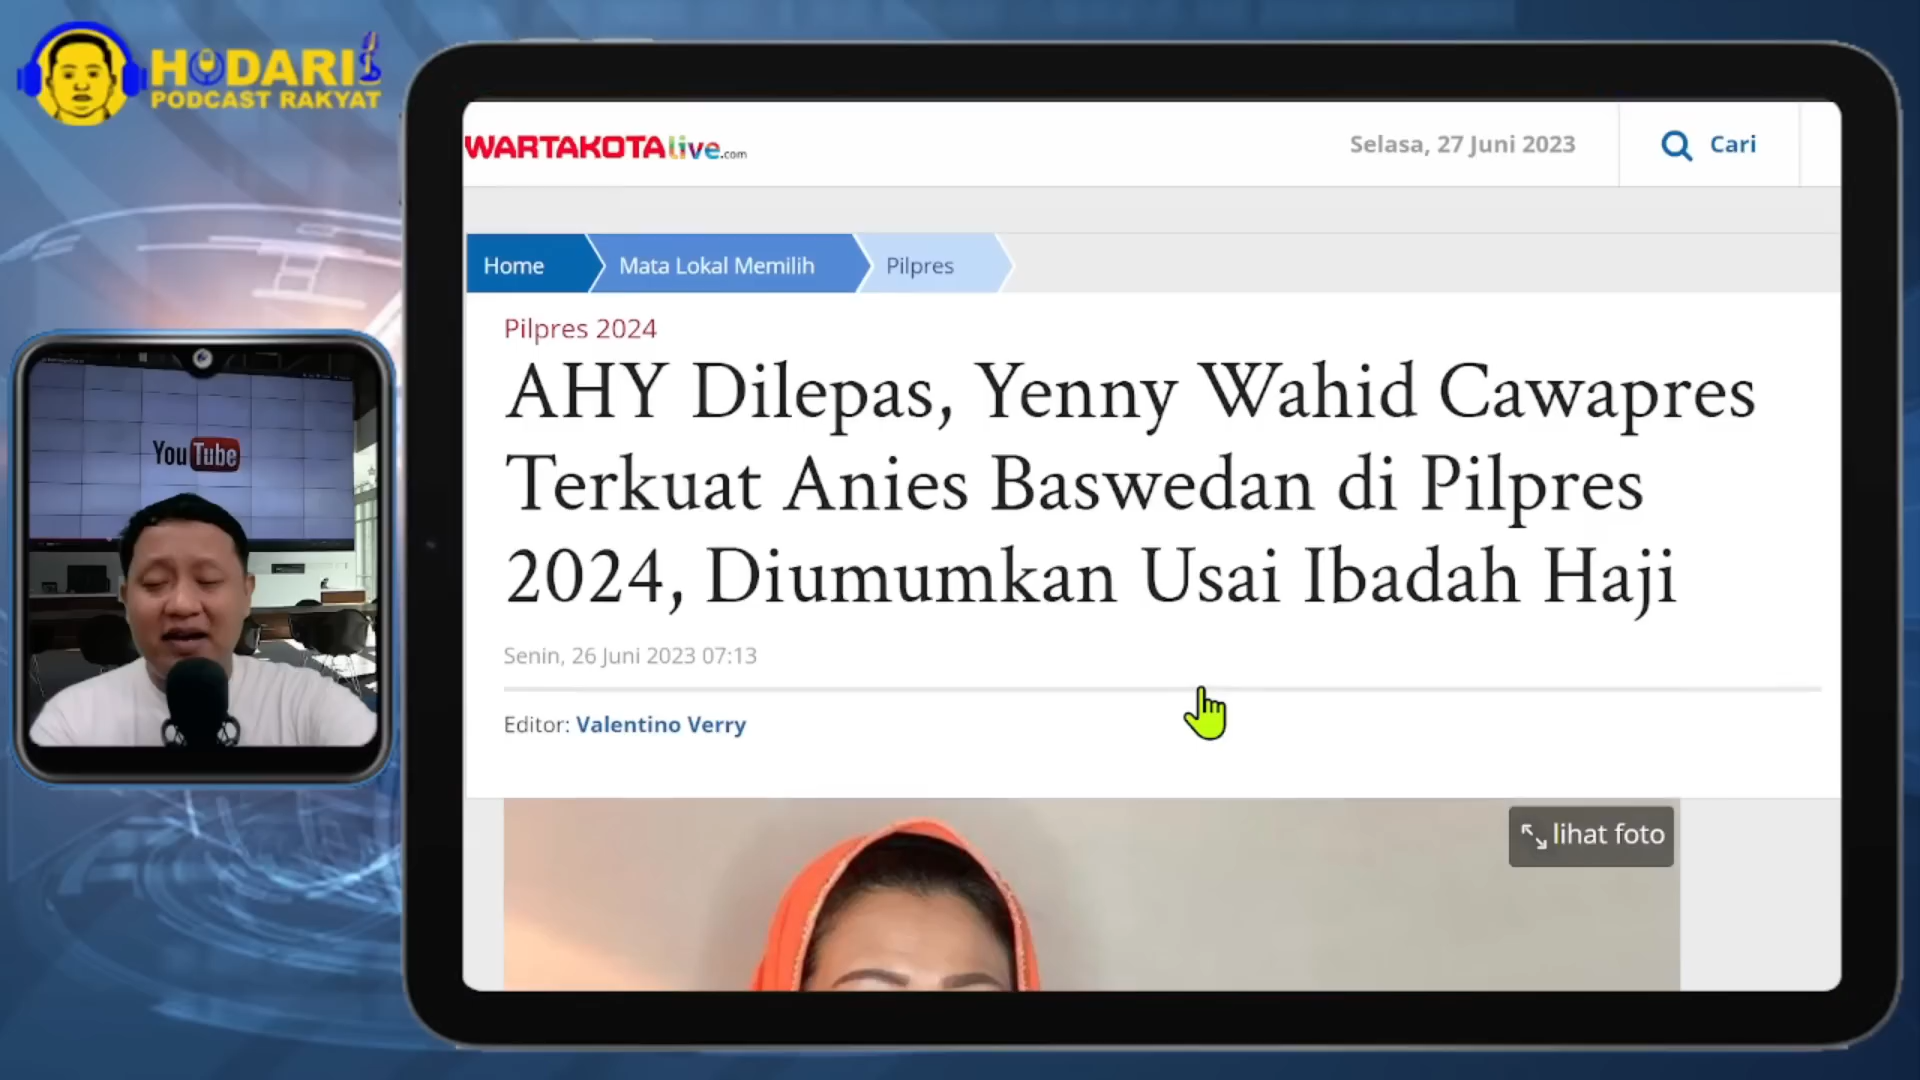 HODARI
PODCAST RAKYAT
WARTAKOTAlive.com
Selasa, 27 Juni 2023
Cari
Home
Mata Lokal Memilih
Pilpres
Pilpres 2024
AHY Dilepas, Yenny Wahid Cawapres
Terkuat Anies Baswedan di Pilpres
2024, Diumumkan Usai Ibadah Haji
Senin, 26 Juni 2023 07:13
Editor: Valentino Verry
lihat foto
YouTube